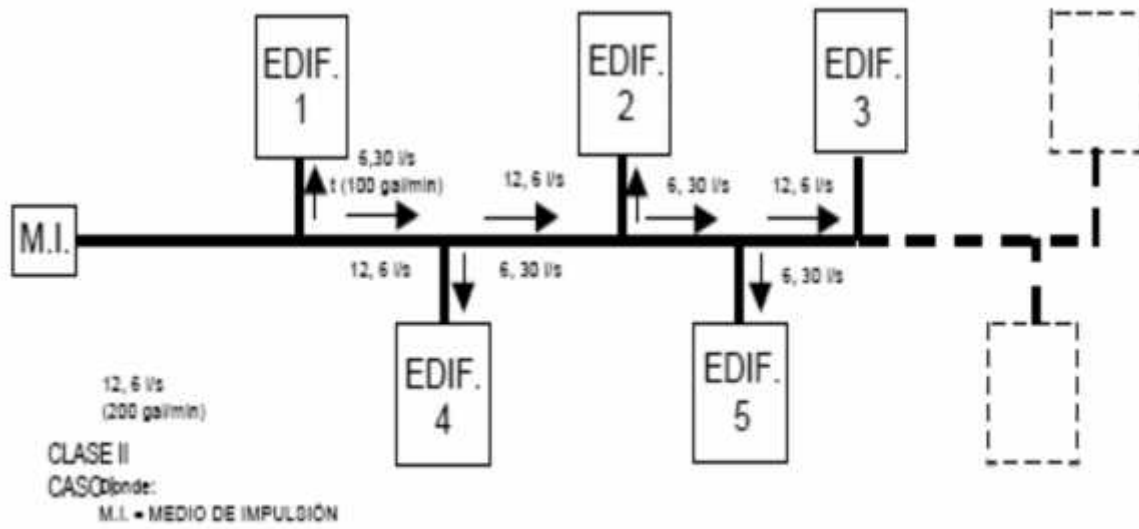 EDIF.
1
EDIF.
2
EDIF.
3
6,30 l/s
t (100 gal/min)
12, 6 l/s
6, 30 l/s
12, 6 l/s
M.I.
12, 6 l/s
6, 30 l/s
6, 30 l/s
EDIF.
4
EDIF.
5
12, 6 l/s
(200 gal/min)
CLASE II
CASO
Donde:
M.I. = MEDIO DE IMPULSIÓN